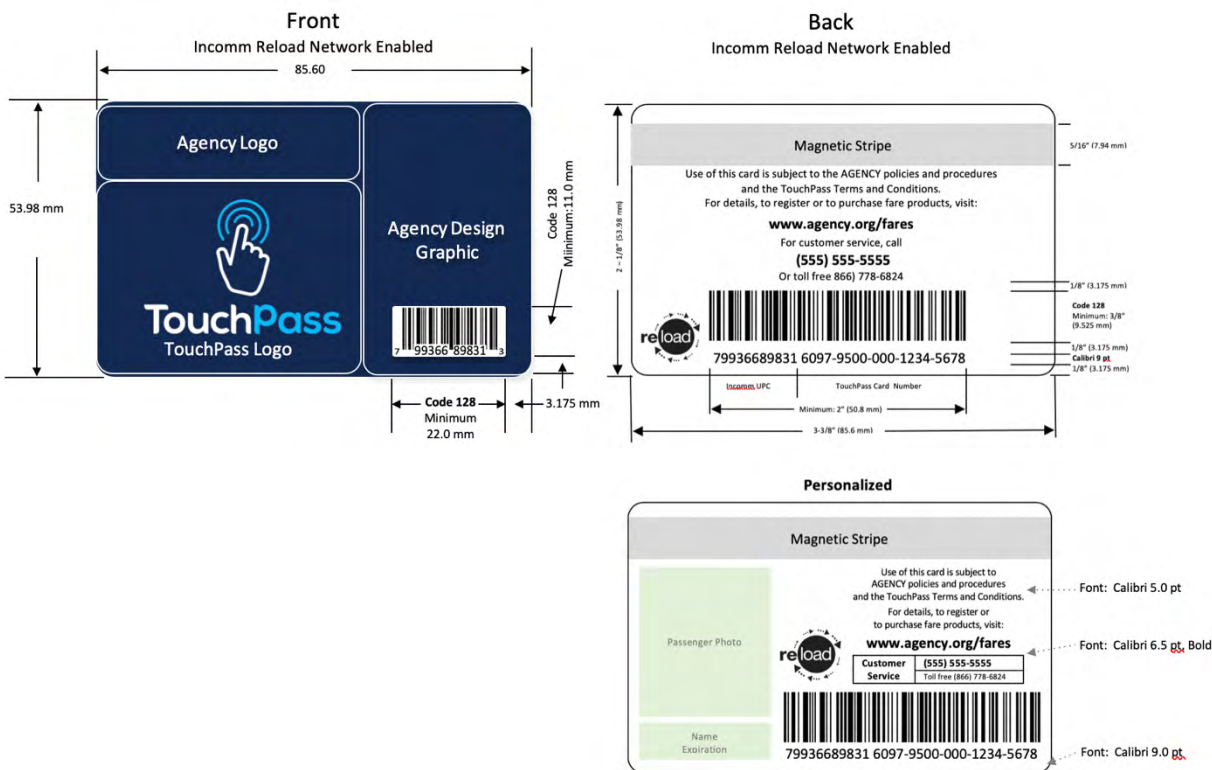 Front
Incomm Reload Network Enabled
85.60
53.98 mm
Agency Logo
TouchPass
TouchPass Logo
Agency Design
Graphic
7 99366 89831 3
Code 128
Miinimum:11.0 mm
Code 128
Minimum
22.0 mm
3.175 mm
Back
Incomm Reload Network Enabled
2 – 1/8" (53.98 mm)
Magnetic Stripe
5/16" (7.94 mm)
Use of this card is subject to the AGENCY policies and procedures
and the TouchPass Terms and Conditions.
For details, to register or to purchase fare products, visit:
www.agency.org/fares
For customer service, call
(555) 555-5555
Or toll free 866) 778-6824
reload
79936689831 6097-9500-000-1234-5678
1/8" (3.175 mm)
Code 128
Minimum: 3/8"
(9.525 mm)
1/8" (3.175 mm)
Calibri 9 pt
1/8" (3.175 mm)
Incomm UPC
TouchPass Card Number
Minimum: 2" (50.8 mm)
3-3/8" (85.6 mm)
Personalized
Magnetic Stripe
Passenger Photo
Name
Expiration
Use of this card is subject to
AGENCY policies and procedures
and the TouchPass Terms and Conditions.
For details, to register or
to purchase fare products, visit:
www.agency.org/fares
reload
Customer Service
(555) 555-5555
Toll free (866) 778-6824
79936689831 6097-9500-000-1234-5678
Font: Calibri 5.0 pt
Font: Calibri 6.5 pt, Bold
Font: Calibri 9.0 pt